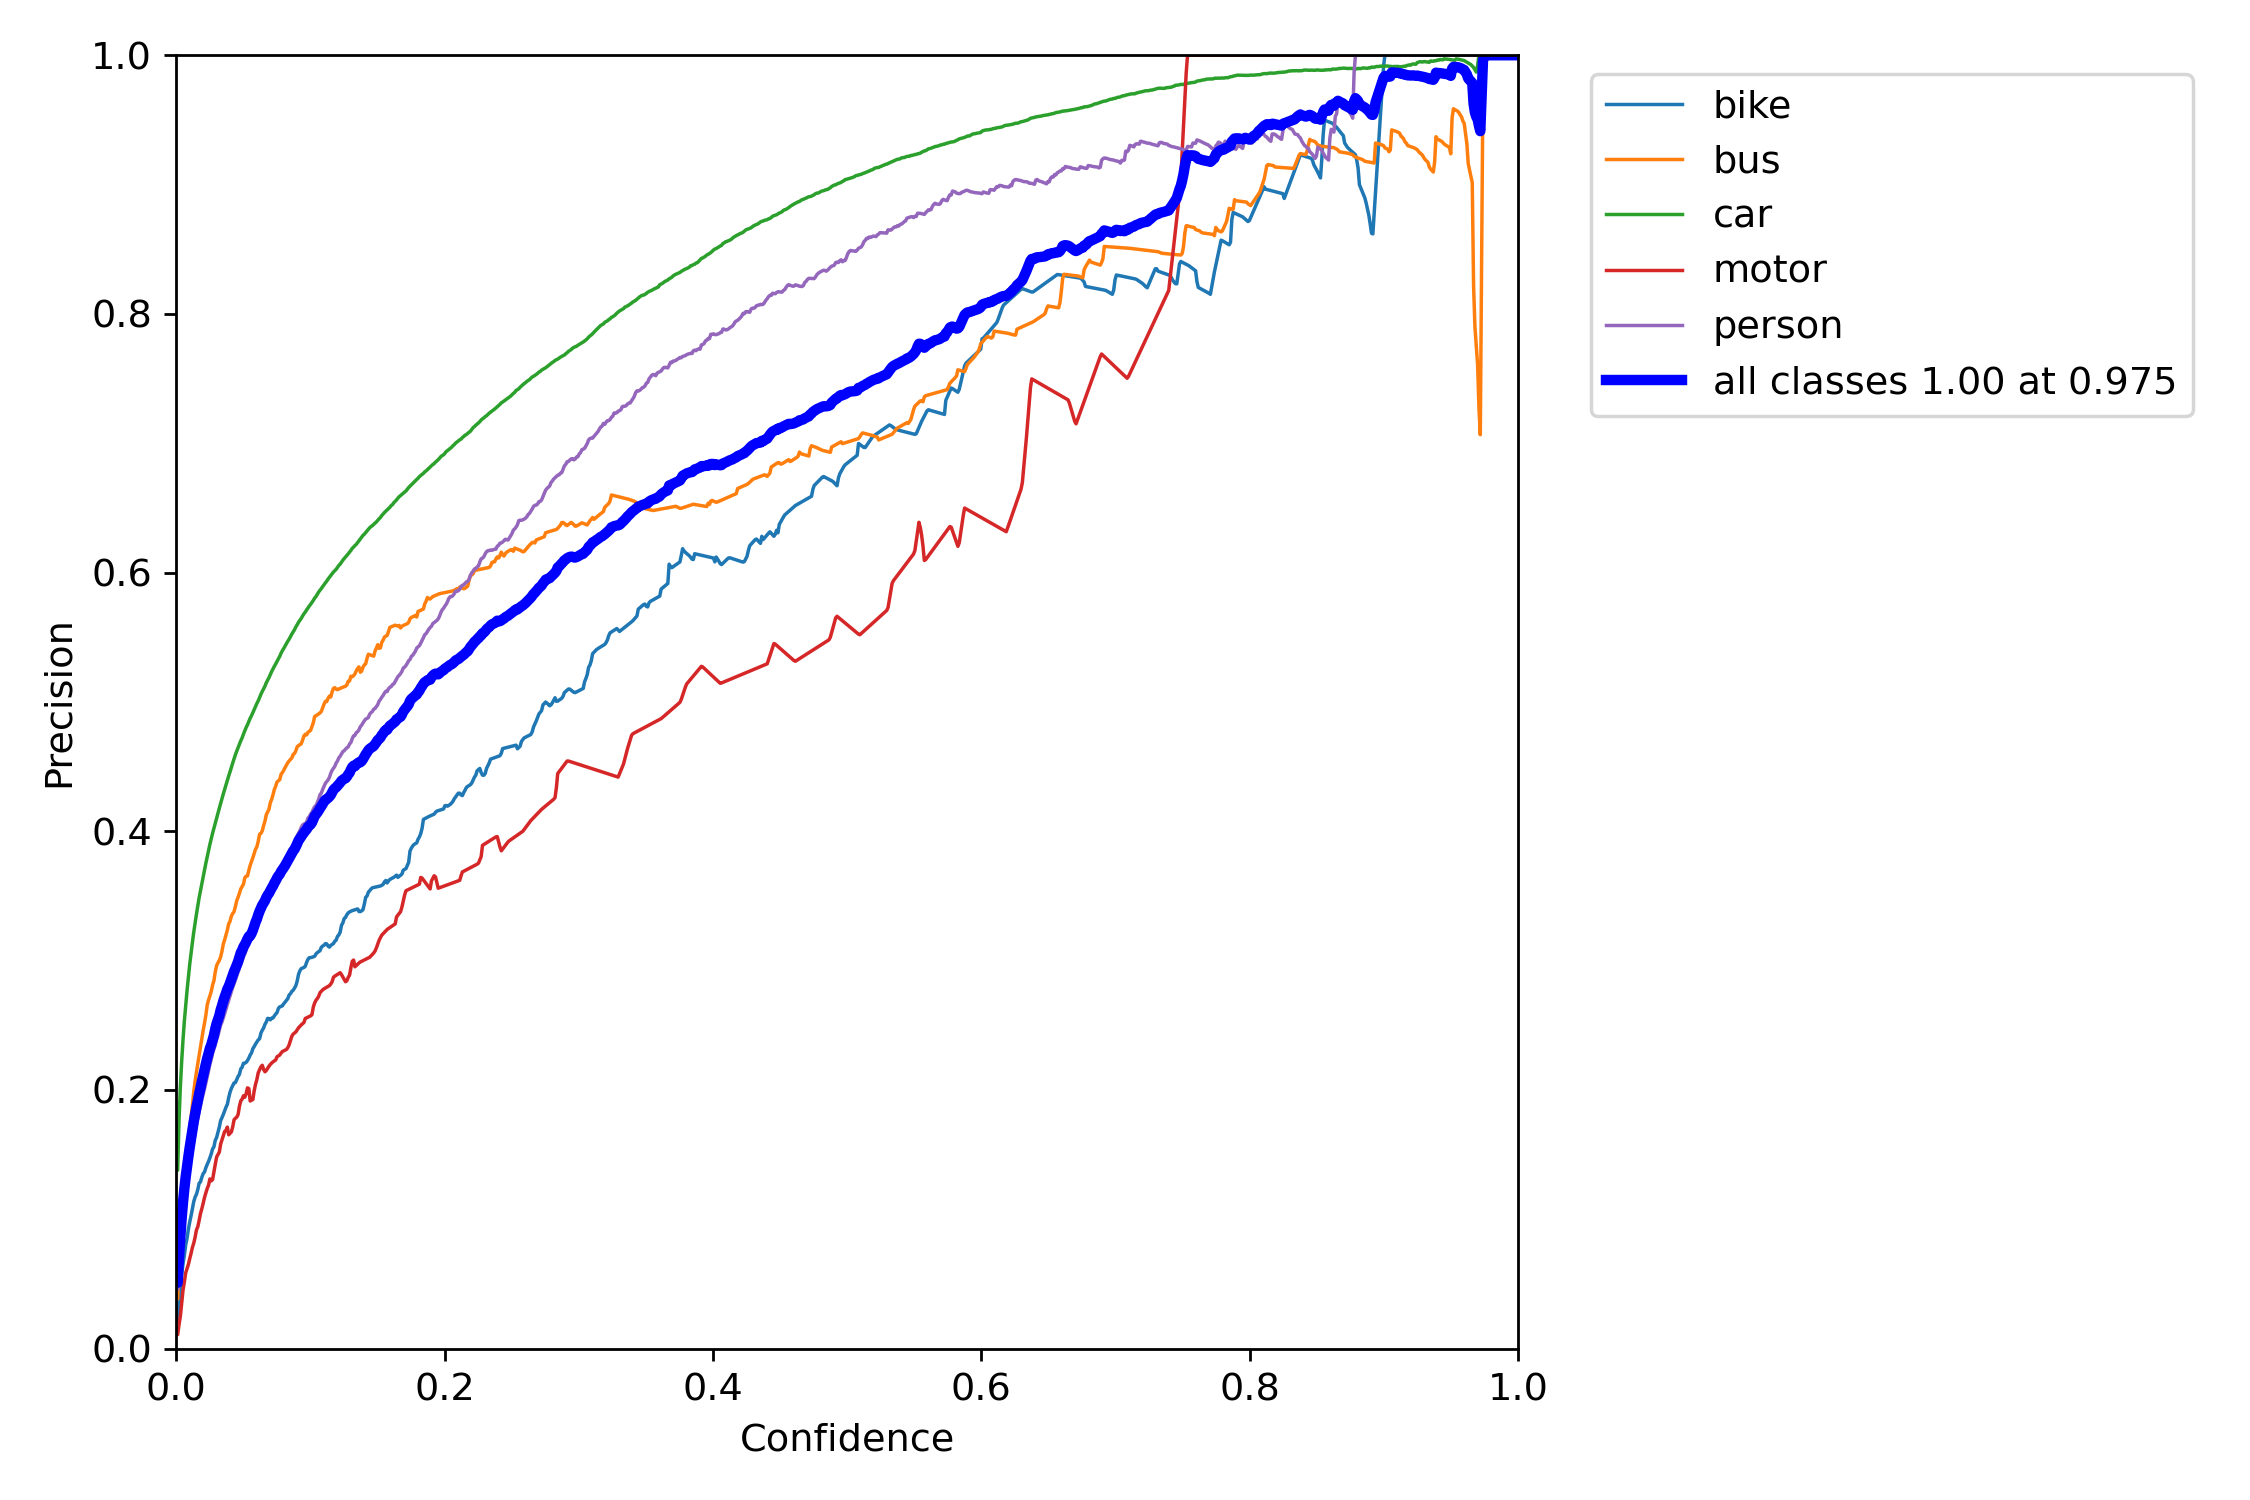 1.0
0.8
0.6
0.4
0.2
0.0
Precision
0.0 0.2 0.4 0.6 0.8 1.0
Confidence
bike
bus
car
motor
person
all classes 1.00 at 0.975